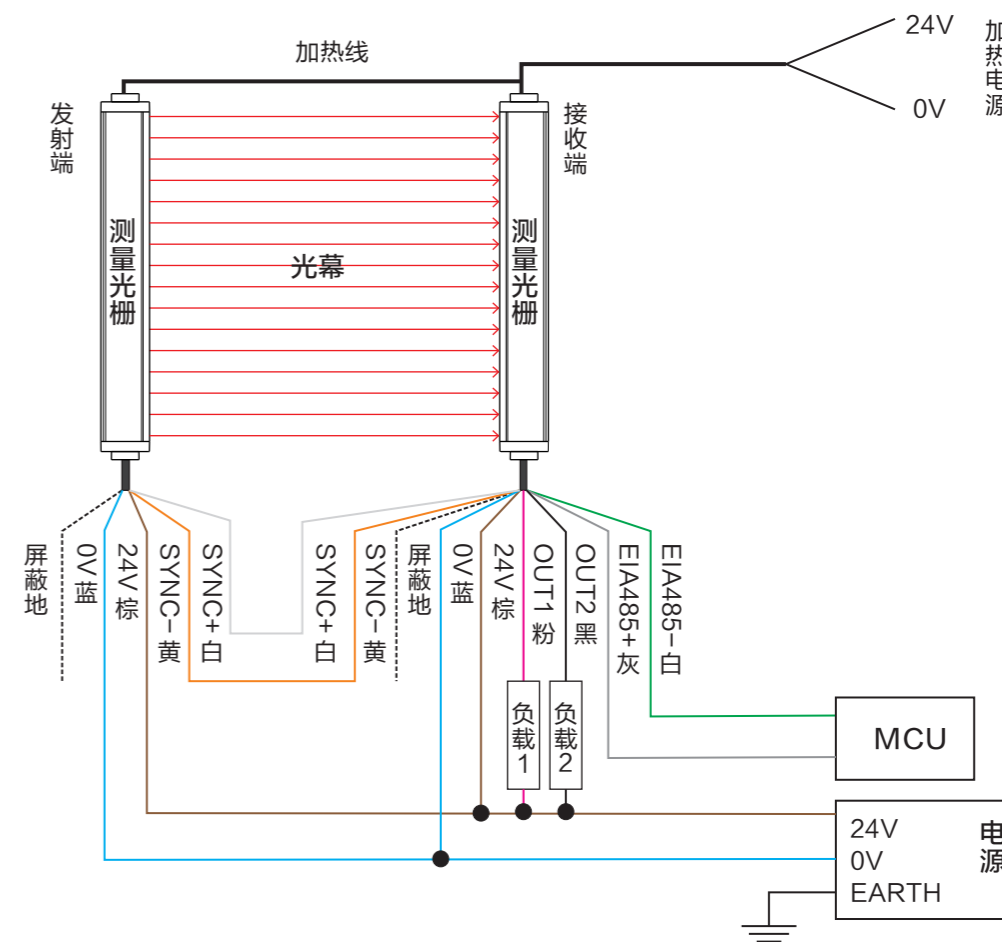 加热线
24V
0V
加热电源
发射端
接收端
测量光栅
光幕
测量光栅
屏蔽地
0V 蓝
24V 棕
SYNC- 黄
SYNC+ 白
SYNC+ 白
SYNC- 黄
屏蔽地
0V 蓝
24V 棕
OUT1 粉
OUT2 黑
EIA485+ 灰
EIA485- 白
负载1
负载2
MCU
24V
0V
EARTH
电源